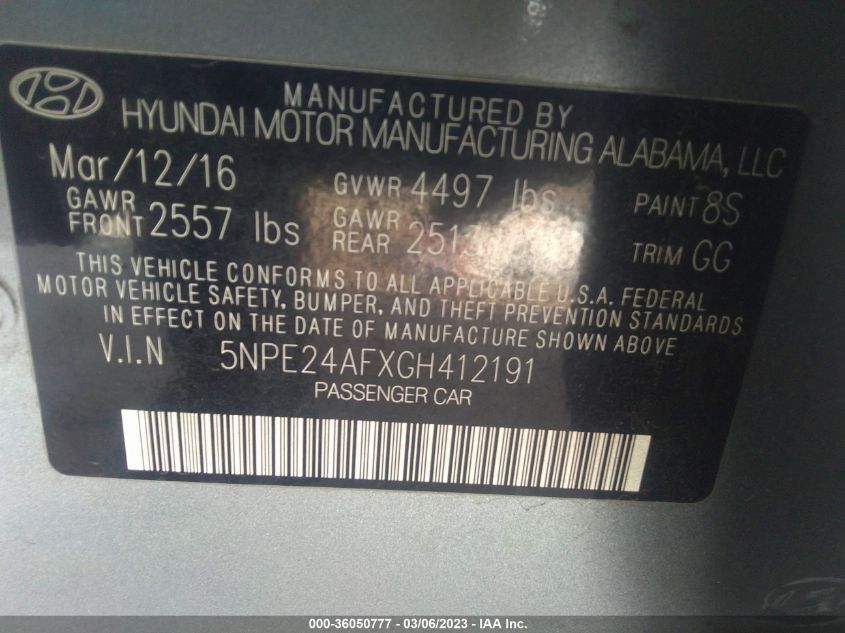 MANUFACTURED BY
HYUNDAI MOTOR MANUFACTURING ALABAMA, LLC
Mar/12/16 GVWR 4497 lbs PAINT 8S
GAWR FRONT 2557 lbs GAWR REAR TRIM GG
THIS VEHICLE CONFORMS TO ALL APPLICABLE U.S.A. FEDERAL
MOTOR VEHICLE SAFETY, BUMPER, AND THEFT PREVENTION STANDARDS
IN EFFECT ON THE DATE OF MANUFACTURE SHOWN ABOVE
V.I.N 5NPE24AFXGH412191
PASSENGER CAR
000-36050777 - 03/06/2023 - IAA Inc.